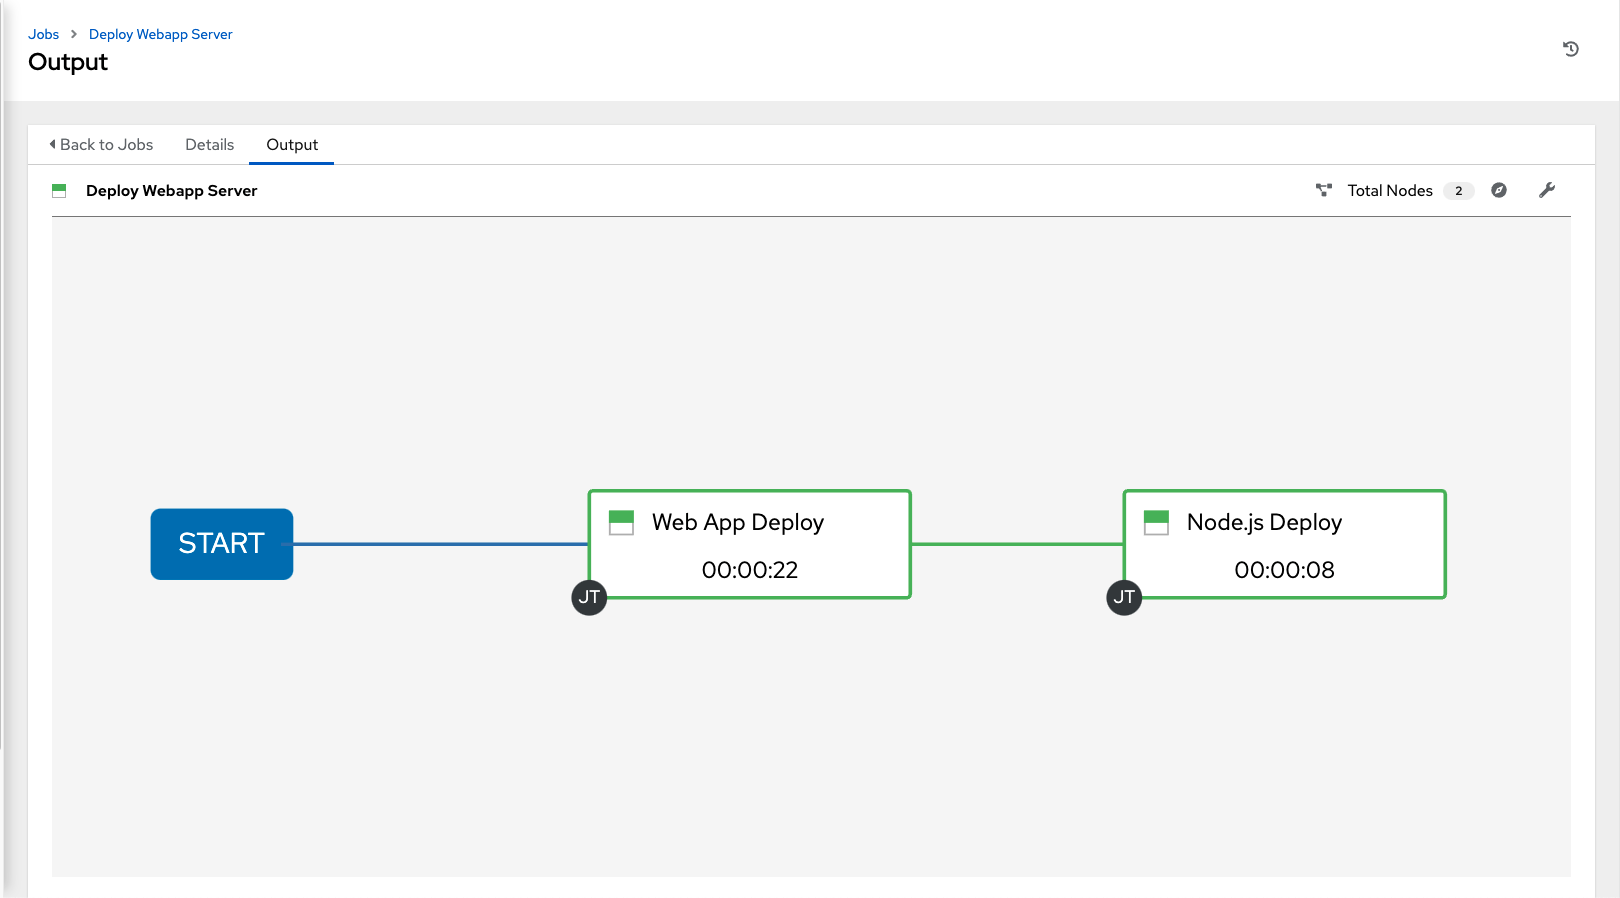 Jobs > Deploy Webapp Server
Output
Back to Jobs Details Output
Deploy Webapp Server Total Nodes 2
START
Web App Deploy
00:00:22
JT
Node.js Deploy
00:00:08
JT